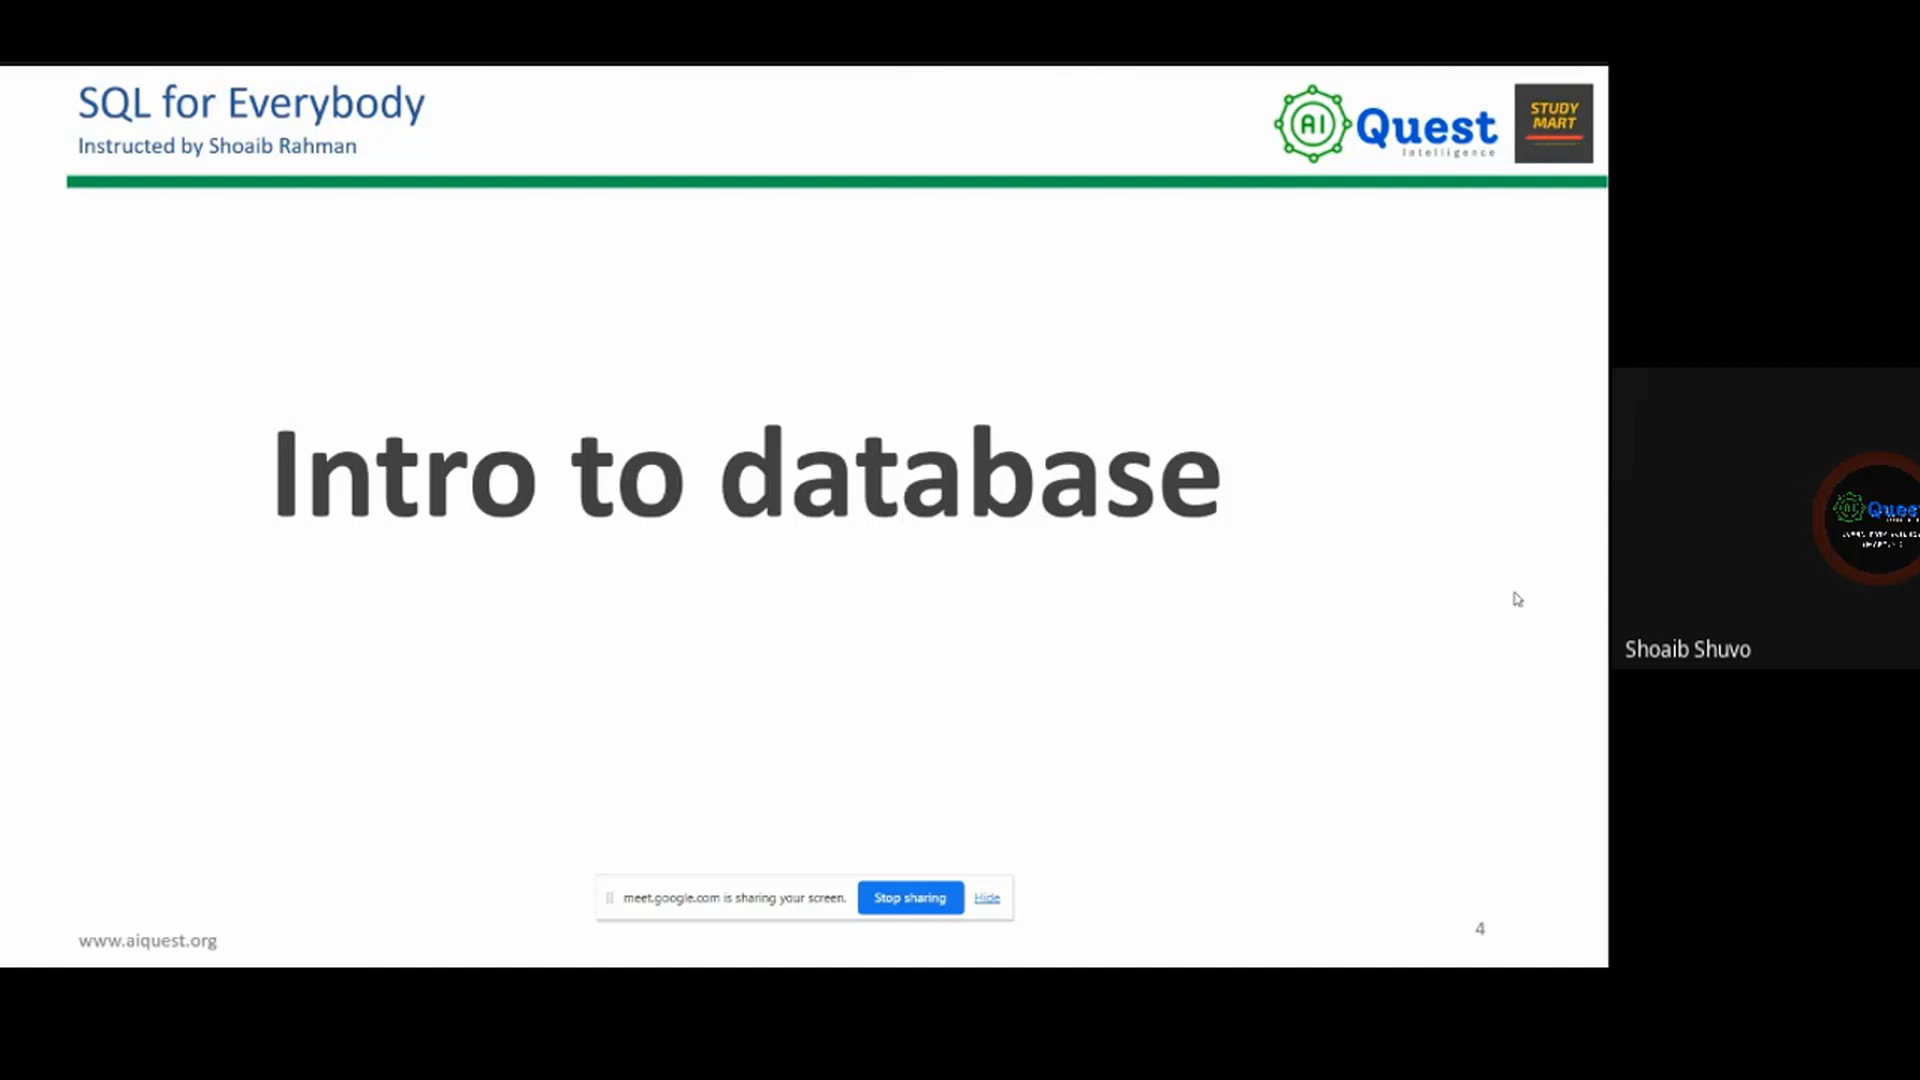 SQL for Everybody
Instructed by Shoaib Rahman
AI Quest
Intelligence
STUDY
MART
Intro to database
Shoaib Shuvo
meet.google.com is sharing your screen. Stop sharing Hide
www.aiquest.org
4